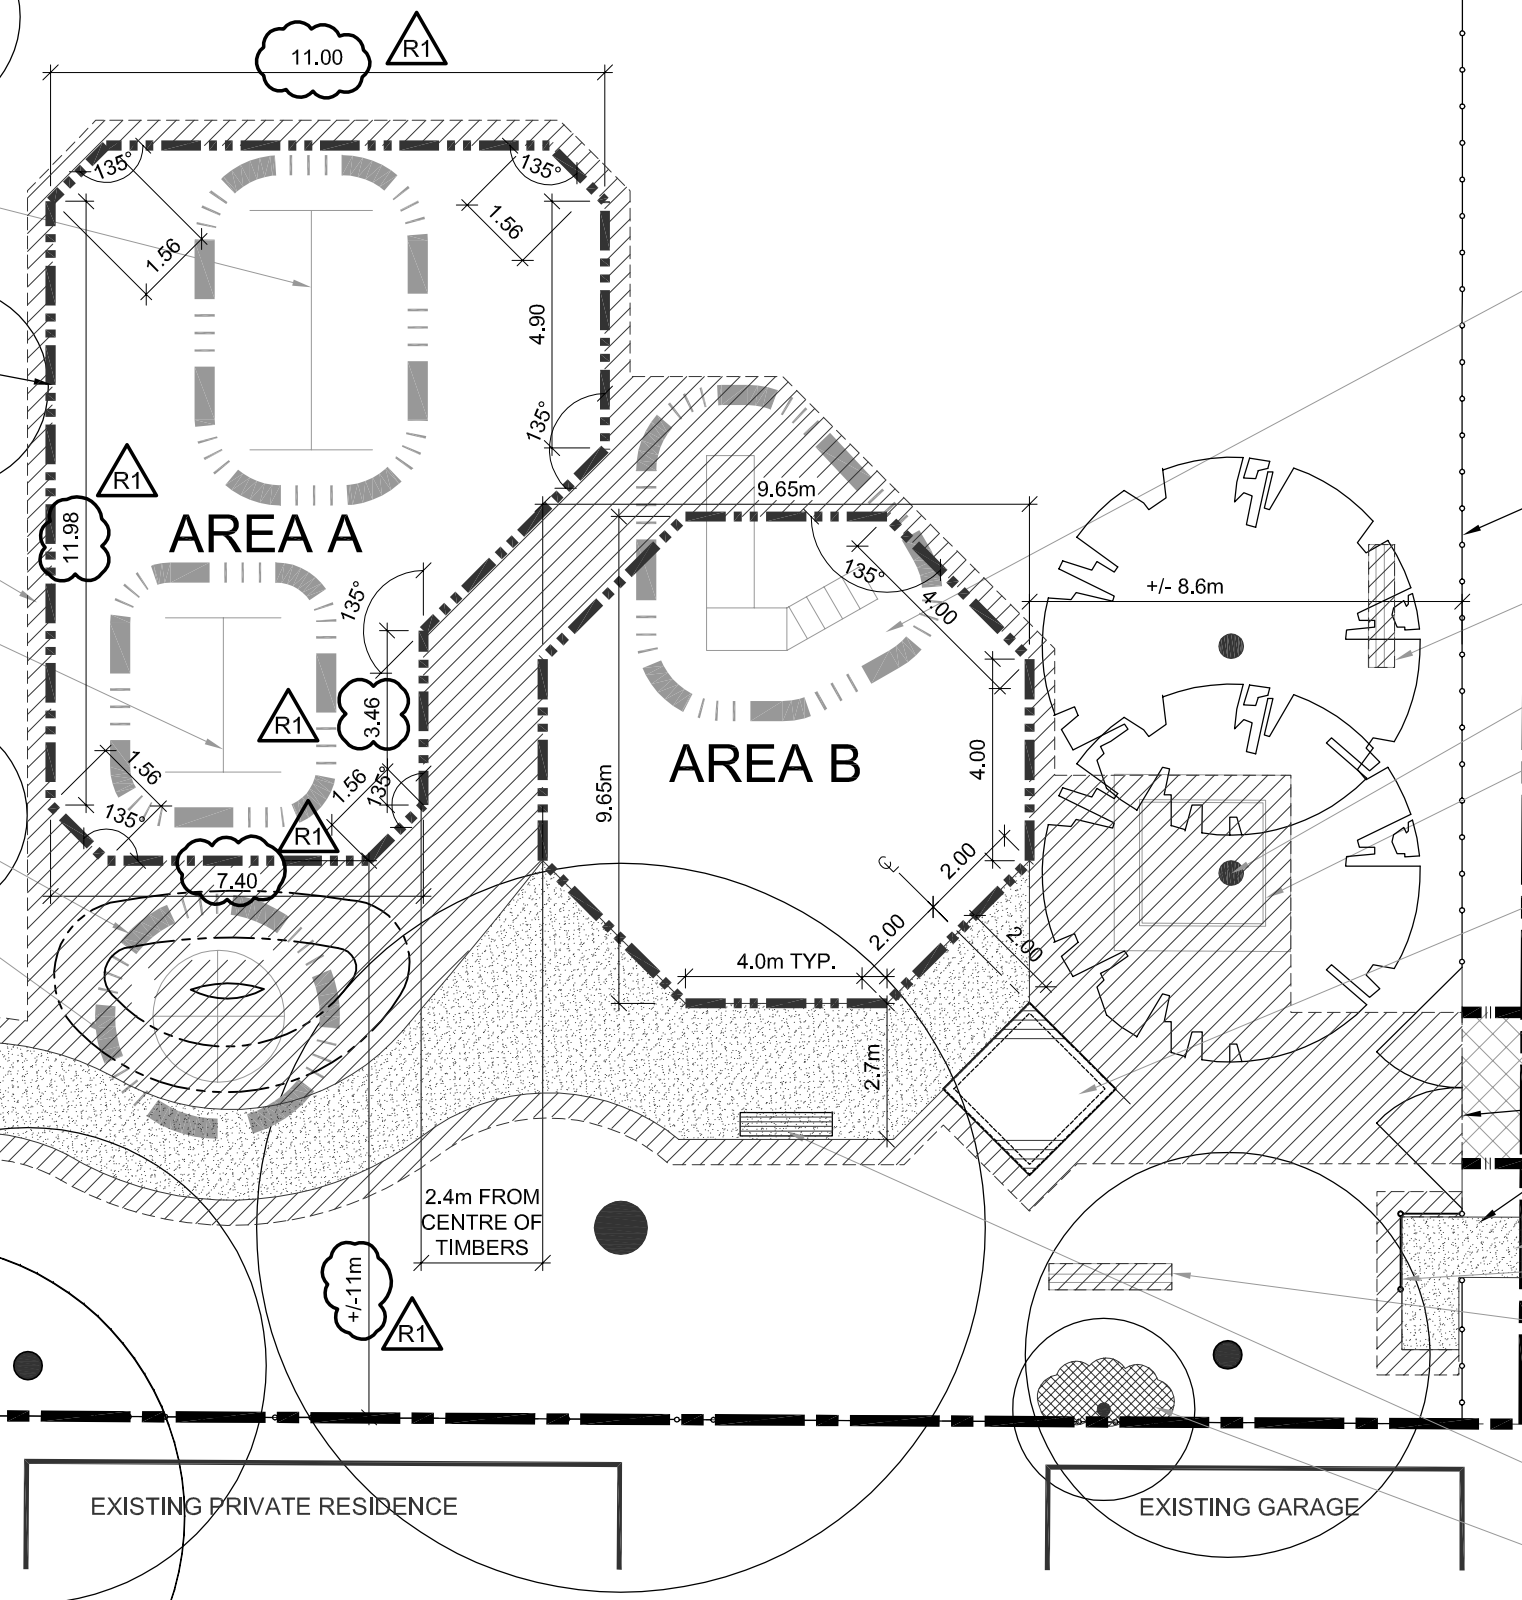 11.00
R1
135°
135°
1.56
1.56
4.90
135°
R1
11.98
AREA A
9.65m
135°
4.00
135°
+/- 8.6m
R1
3.46
1.56
1.56
135°
135°
R1
7.40
AREA B
4.00
9.65m
℄
2.00
2.00
2.00
4.0m TYP.
2.7m
2.4m FROM
CENTRE OF
TIMBERS
+/-11m
R1
EXISTING PRIVATE RESIDENCE
EXISTING GARAGE